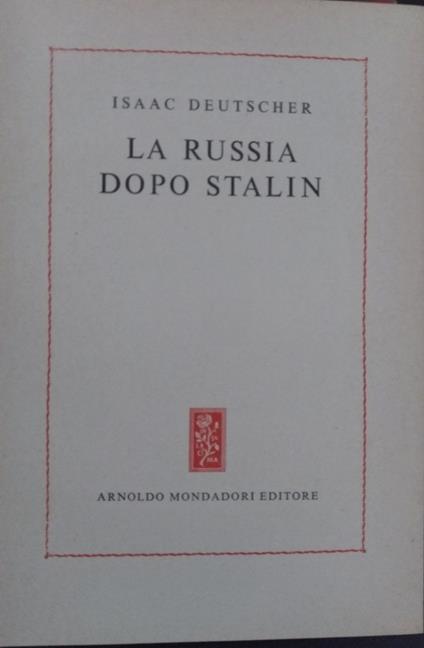 ISAAC DEUTSCHER
LA RUSSIA
DOPO STALIN
ARNOLDO MONDADORI EDITORE